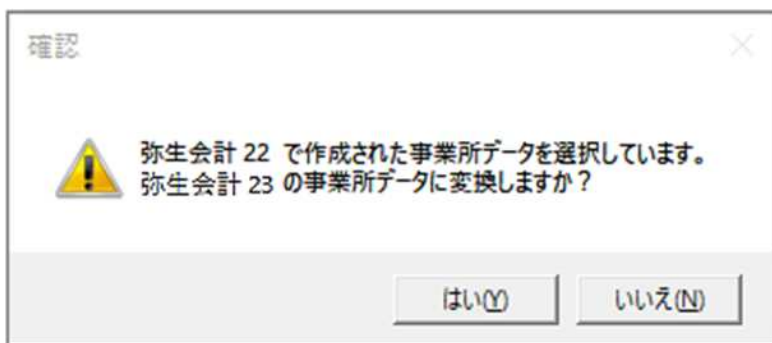 確認
弥生会計 22 で作成された事業所データを選択しています。
弥生会計 23 の事業所データに変換しますか？
はい(Y)
いいえ(N)